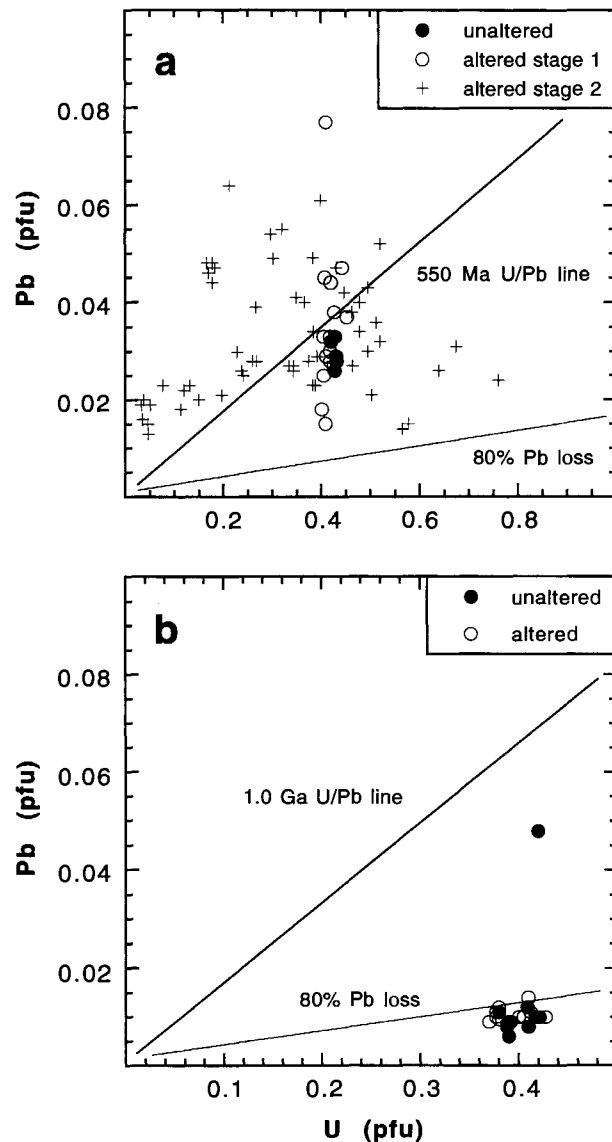 a
unaltered
altered stage 1
altered stage 2
0.08
0.06
0.04
0.02
Pb (pfu)
550 Ma U/Pb line
80% Pb loss
0.2
0.4
0.6
0.8
b
unaltered
altered
0.08
0.06
0.04
0.02
Pb (pfu)
1.0 Ga U/Pb line
80% Pb loss
0.1
0.2
0.3
0.4
U (pfu)